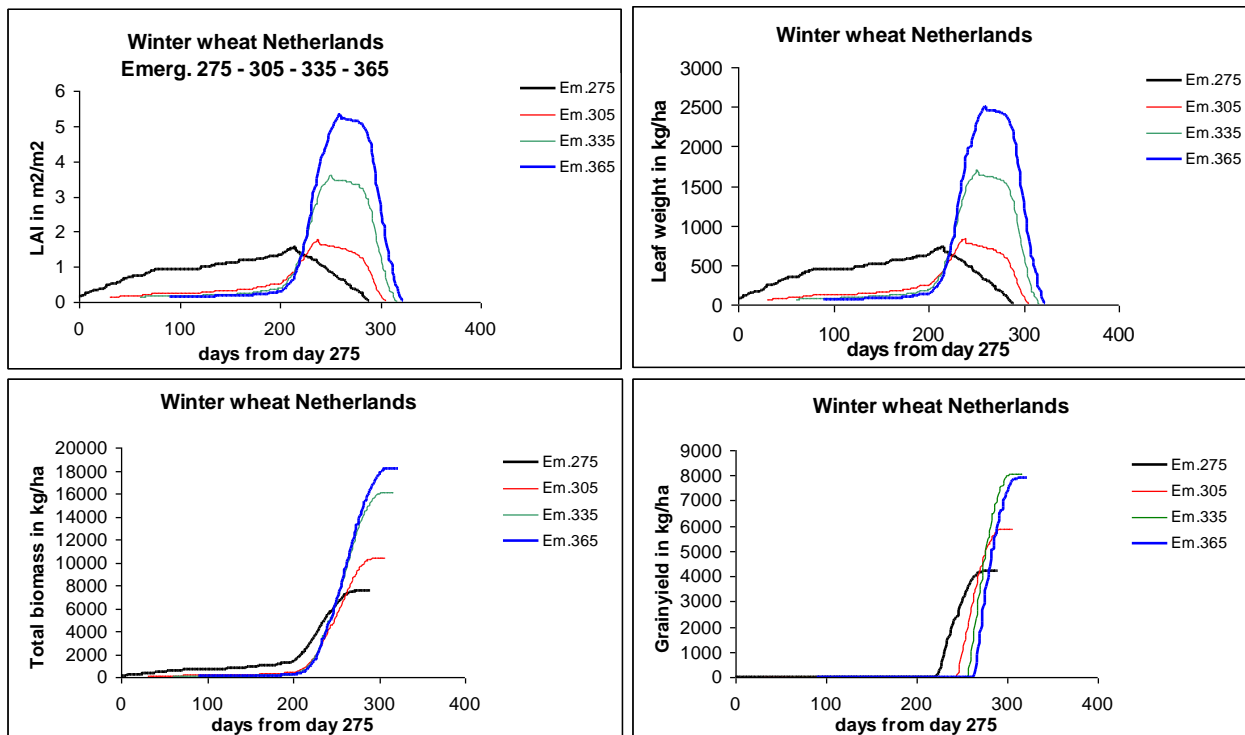 Winter wheat Netherlands
Emerg. 275 - 305 - 335 - 365
LAI in m2/m2
6
5
4
3
2
1
0
0 100 200 300 400
days from day 275
Em.275
Em.305
Em.335
Em.365
Winter wheat Netherlands
Leaf weight in kg/ha
3000
2500
2000
1500
1000
500
0
0 100 200 300 400
days from day 275
Em.275
Em.305
Em.335
Em.365
Winter wheat Netherlands
Total biomass in kg/ha
20000
18000
16000
14000
12000
10000
8000
6000
4000
2000
0
0 100 200 300 400
days from day 275
Em.275
Em.305
Em.335
Em.365
Winter wheat Netherlands
Grainyield in kg/ha
9000
8000
7000
6000
5000
4000
3000
2000
1000
0
0 100 200 300 400
days from day 275
Em.275
Em.305
Em.335
Em.365